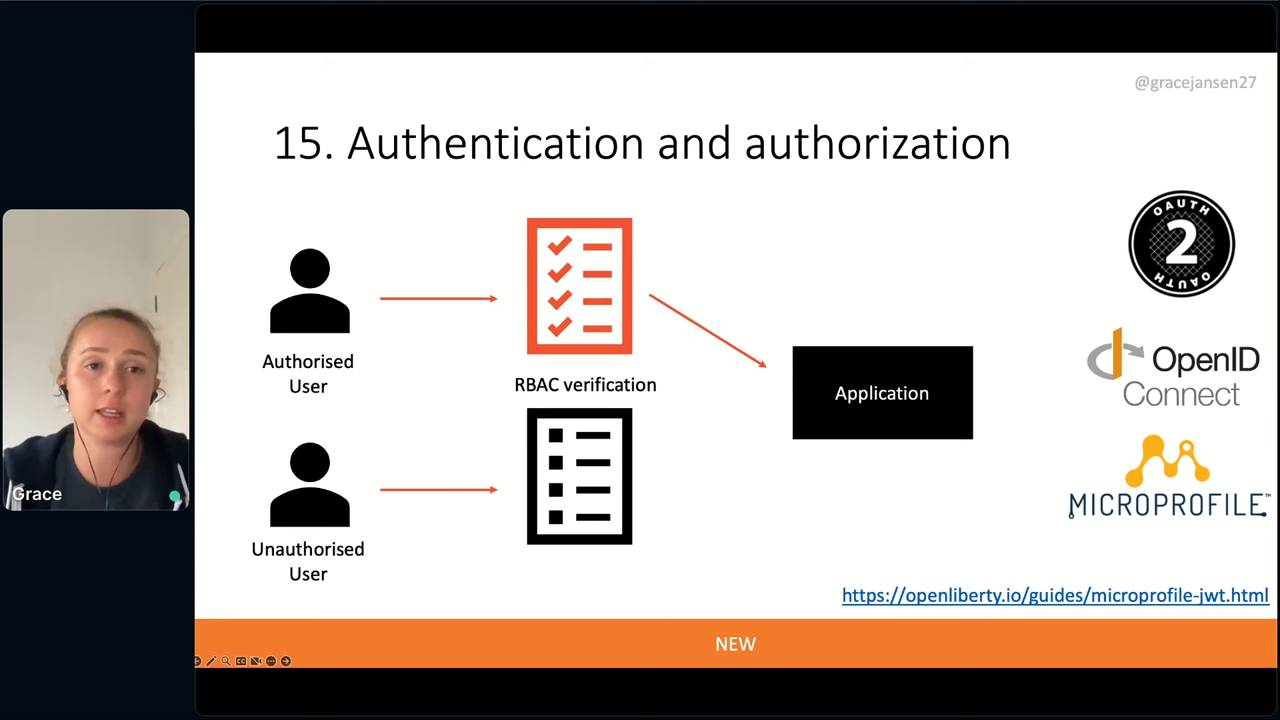 @gracejansen27
15. Authentication and authorization
Authorised
User
RBAC verification
Application
Unauthorised
User
OAUTH
2
OAUTH
OpenID
Connect
MICROPROFILE™
https://openliberty.io/guides/microprofile-jwt.html
NEW
Grace